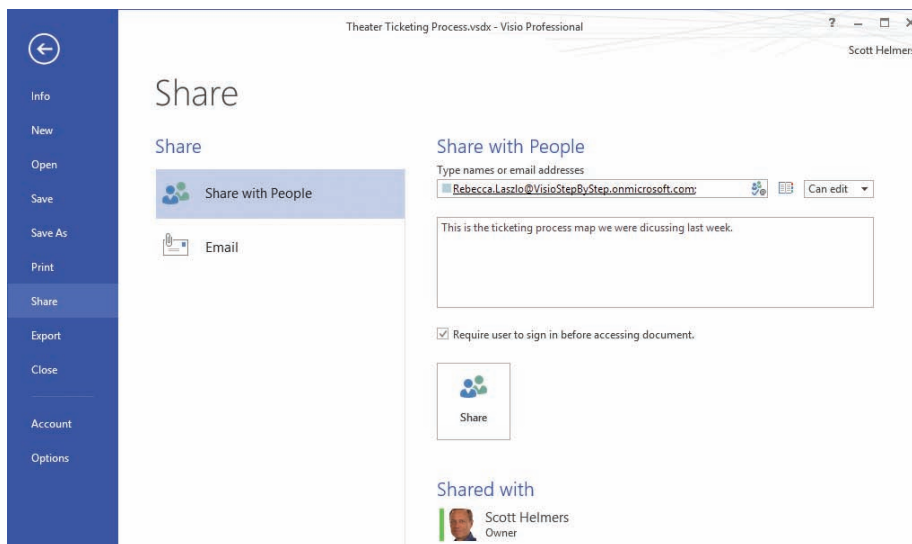 Theater Ticketing Process.vsdx - Visio Professional
?
Scott Helmers
Info
New
Open
Save
Save As
Print
Share
Export
Close
Account
Options
Share
Share
Share with People
Email
Share with People
Type names or email addresses
Rebecca.Laszlo@VisioStepByStep.onmicrosoft.com;
Can edit
This is the ticketing process map we were dicussing last week.
Require user to sign in before accessing document.
Share
Shared with
Scott Helmers
Owner